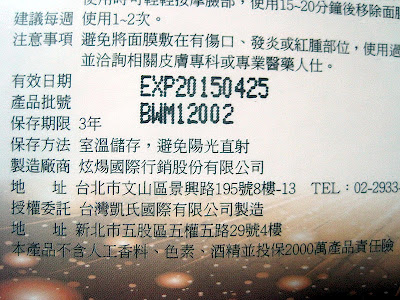 使用時可輕輕按摩臉部，使用15~20分鐘後移除面膜
建議每週 使用1~2次。
注意事項 避免將面膜敷在有傷口、發炎或紅腫部位，使用過
並洽詢相關皮膚專科或專業醫藥人仕。
有效日期 EXP20150425
產品批號 BWM12002
保存期限 3年
保存方法 室溫儲存，避免陽光直射
製造廠商 炫煬國際行銷股份有限公司
地 址 台北市文山區景興路195號8樓-13 TEL：02-2933-
授權委託 台灣凱氏國際有限公司製造
地 址 新北市五股區五權五路29號4樓
本產品不含人工香料、色素、酒精並投保2000萬產品責任險